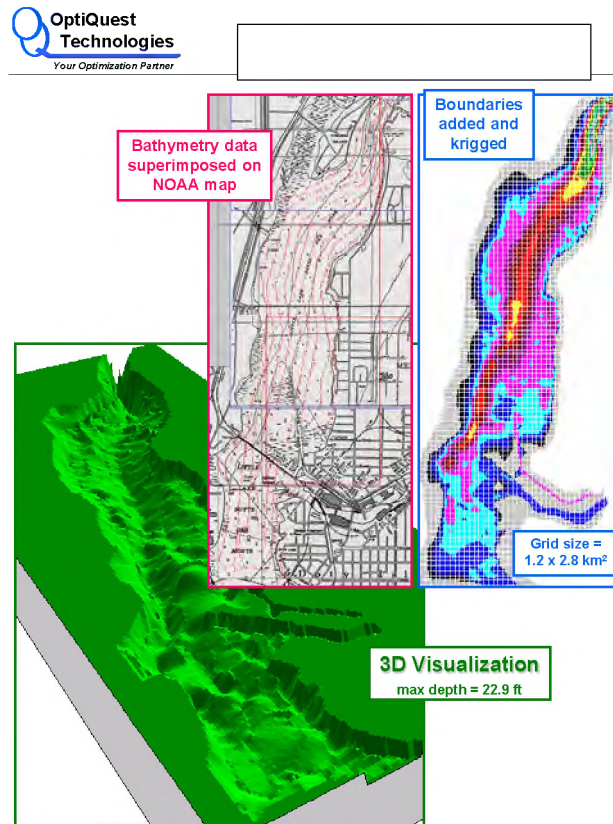 OptiQuest
Technologies
Your Optimization Partner
Bathymetry data
superimposed on
NOAA map
Boundaries
added and
krigged
Grid size =
1.2 x 2.8 km²
3D Visualization
max depth = 22.9 ft